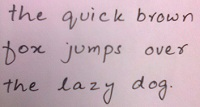 the quick brown
fox jumps over
the lazy dog.